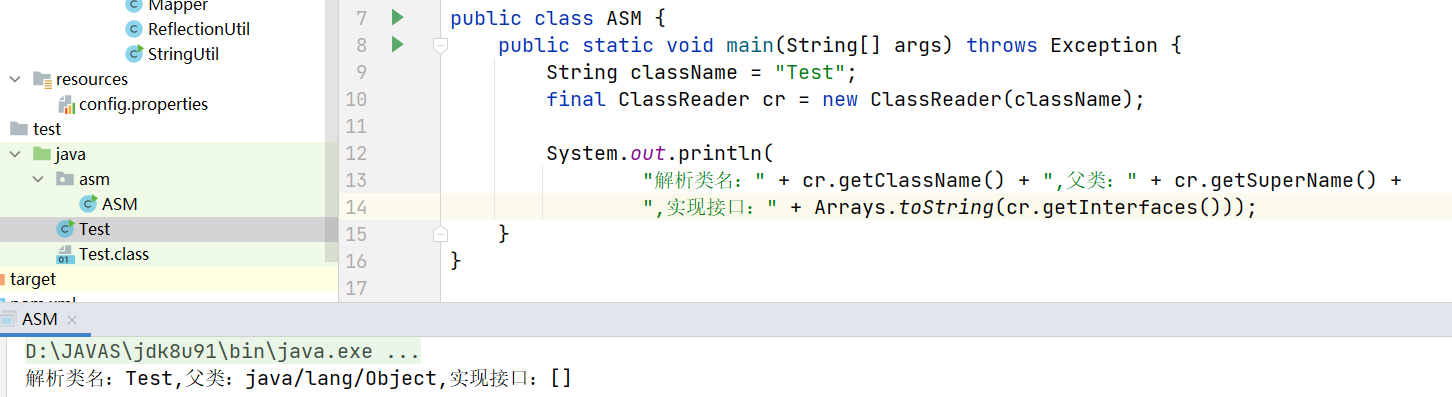 Mapper
ReflectionUtil
StringUtil
resources
config.properties
test
java
asm
ASM
Test
Test.class
target
7 public class ASM {
8 public static void main(String[] args) throws Exception {
9 String className = "Test";
10 final ClassReader cr = new ClassReader(className);
11
12 System.out.println(
13 "解析类名：" + cr.getClassName() + ",父类：" + cr.getSuperName() +
14 ",实现接口：" + Arrays.toString(cr.getInterfaces()));
15 }
16 }
17
ASM
D:\JAVAS\jdk8u91\bin\java.exe ...
解析类名：Test,父类：java/lang/Object,实现接口：[]